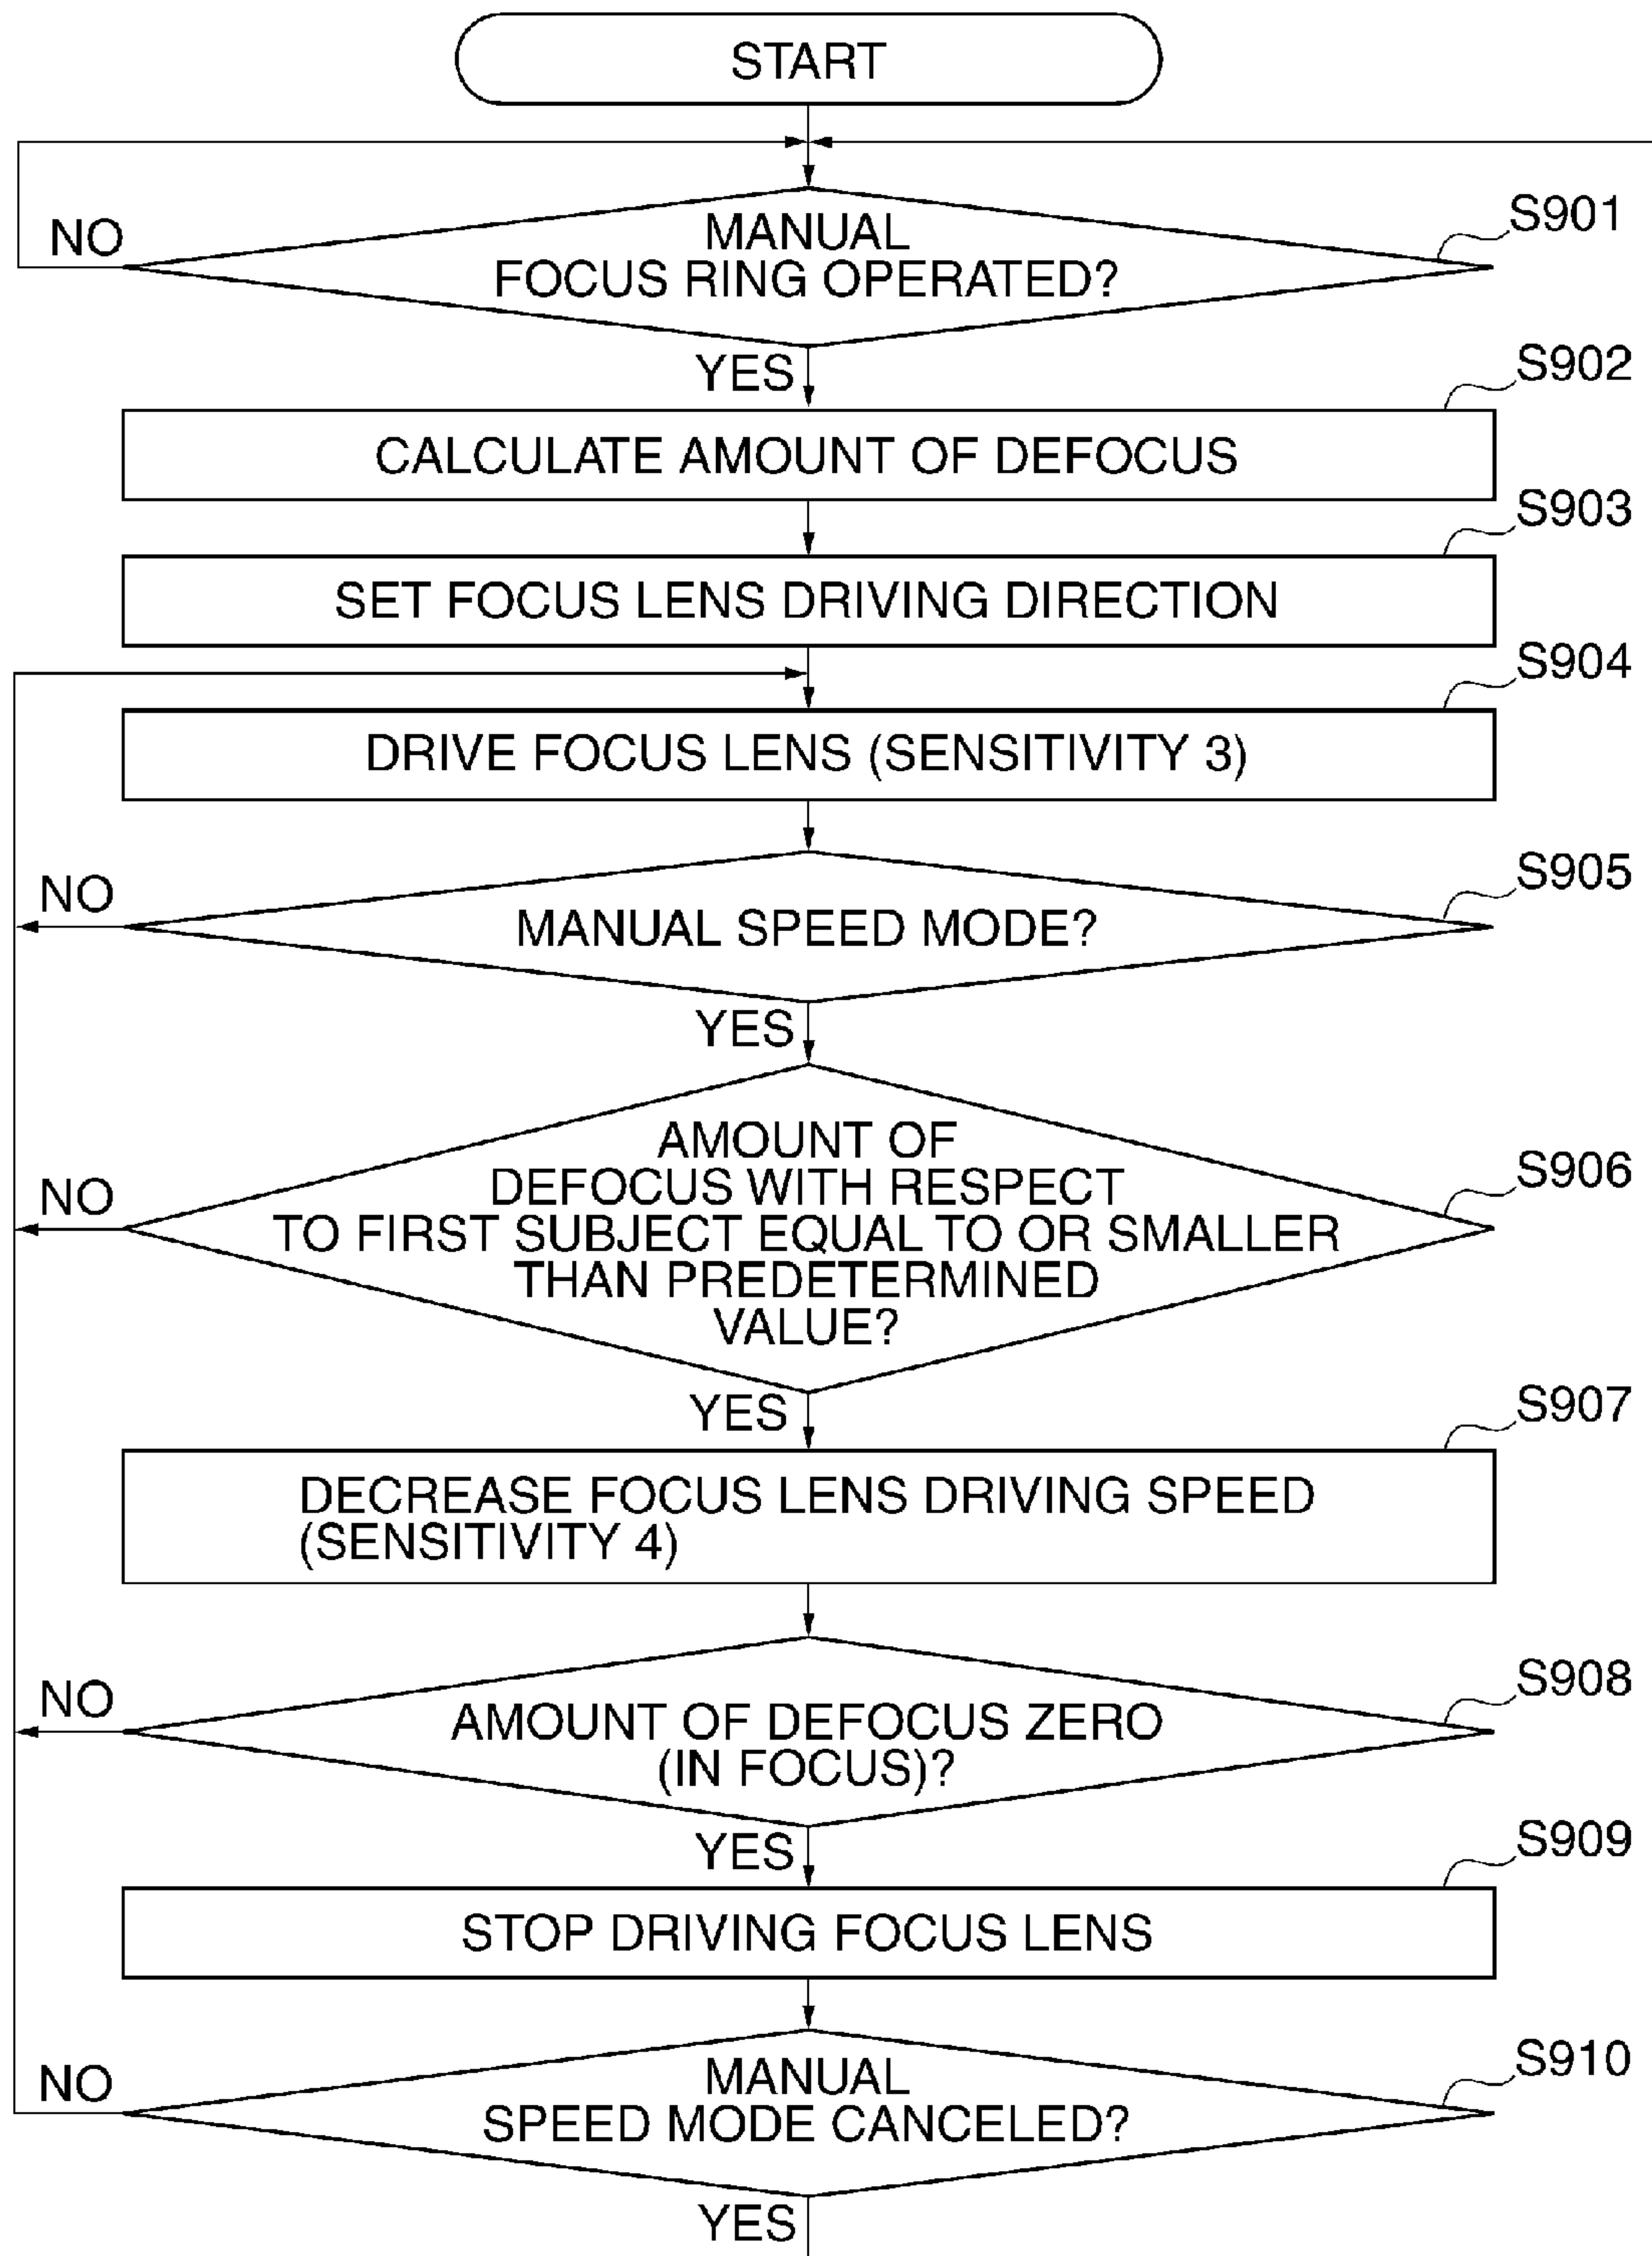 START
NO
MANUAL
FOCUS RING OPERATED?
S901
YES
S902
CALCULATE AMOUNT OF DEFOCUS
S903
SET FOCUS LENS DRIVING DIRECTION
S904
DRIVE FOCUS LENS (SENSITIVITY 3)
S905
NO
MANUAL SPEED MODE?
YES
AMOUNT OF
DEFOCUS WITH RESPECT
TO FIRST SUBJECT EQUAL TO OR SMALLER
THAN PREDETERMINED
VALUE?
S906
NO
YES
S907
DECREASE FOCUS LENS DRIVING SPEED
(SENSITIVITY 4)
S908
NO
AMOUNT OF DEFOCUS ZERO
(IN FOCUS)?
YES
S909
STOP DRIVING FOCUS LENS
S910
NO
MANUAL
SPEED MODE CANCELED?
YES